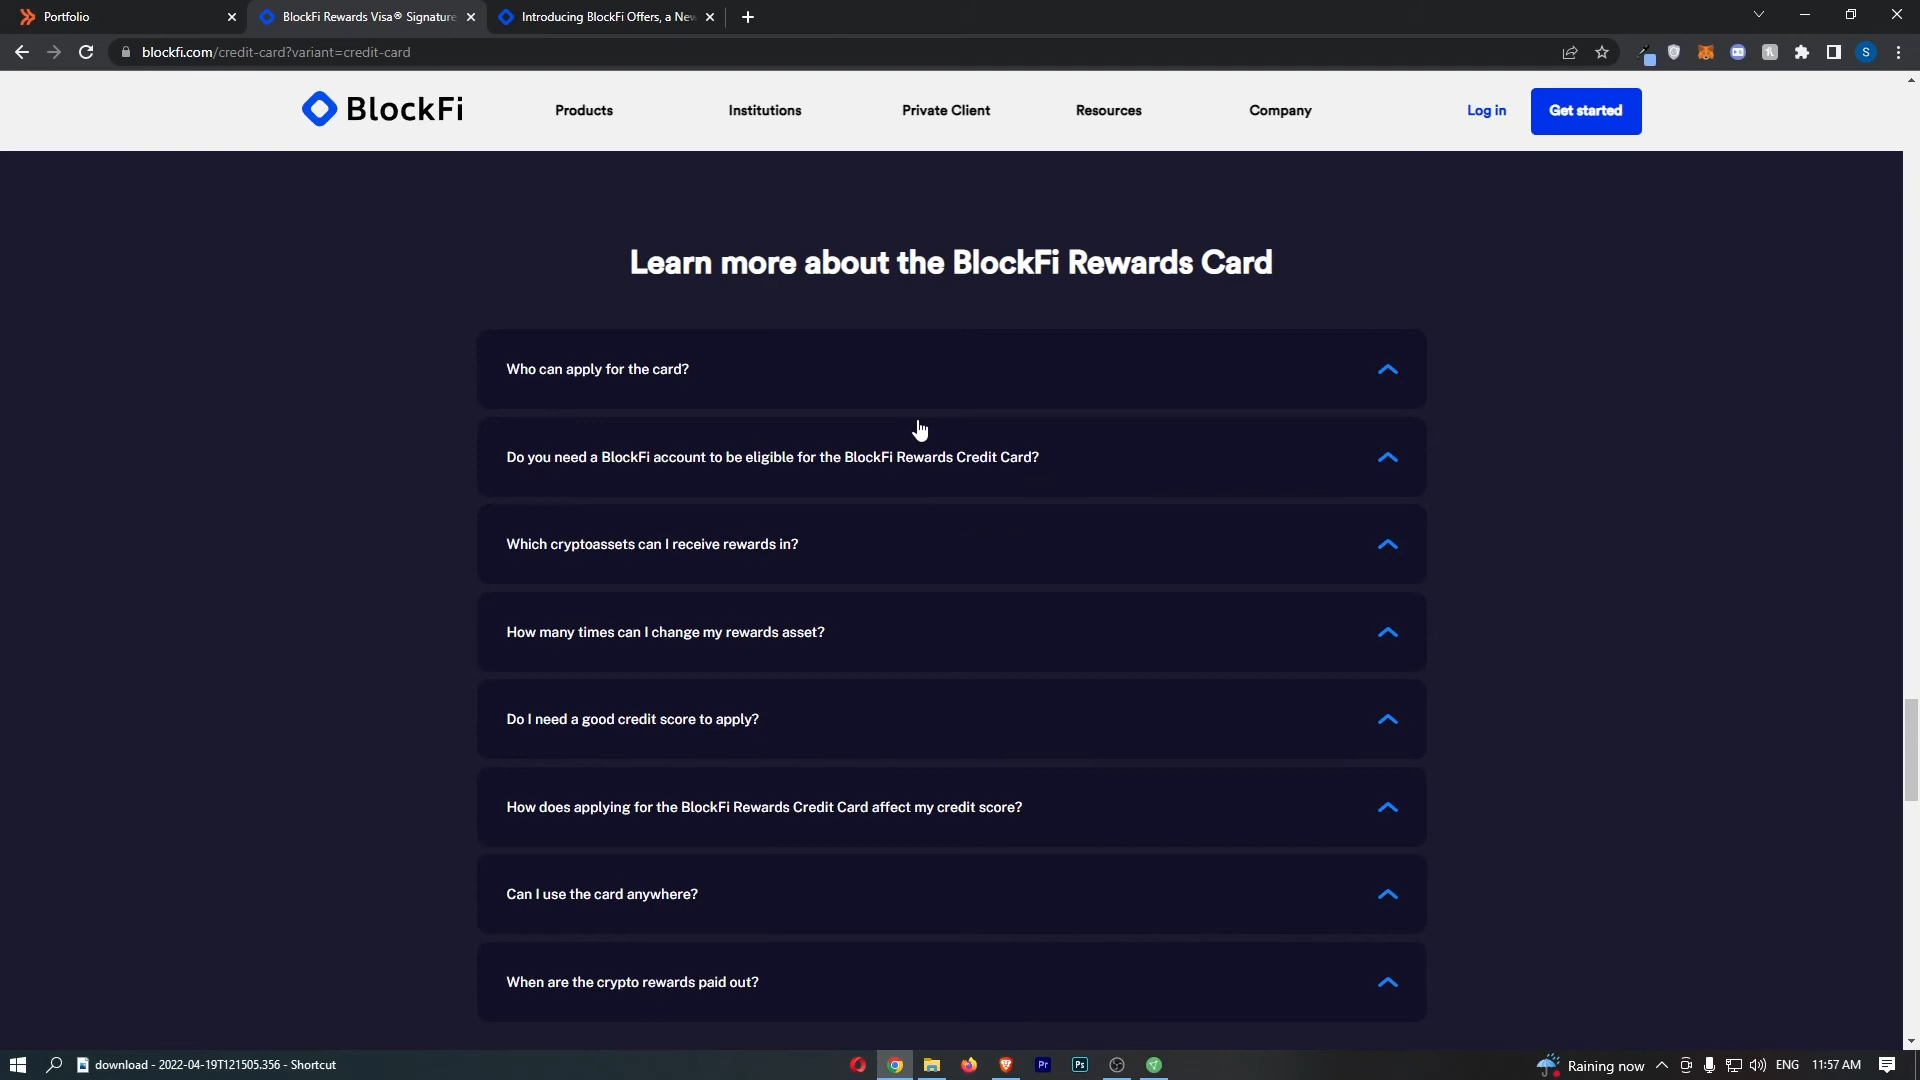 Portfolio
BlockFi Rewards Visa® Signature
Introducing BlockFi Offers, a Nev
blockfi.com/credit-card?variant=credit-card
S
BlockFi
Products
Institutions
Private Client
Resources
Company
Log in
Get started
Learn more about the BlockFi Rewards Card
Who can apply for the card?
Do you need a BlockFi account to be eligible for the BlockFi Rewards Credit Card?
Which cryptoassets can I receive rewards in?
How many times can I change my rewards asset?
Do I need a good credit score to apply?
How does applying for the BlockFi Rewards Credit Card affect my credit score?
Can I use the card anywhere?
When are the crypto rewards paid out?
download - 2022-04-19T121505.356 - Shortcut
Pr
Ps
Raining now
ENG
11:57 AM